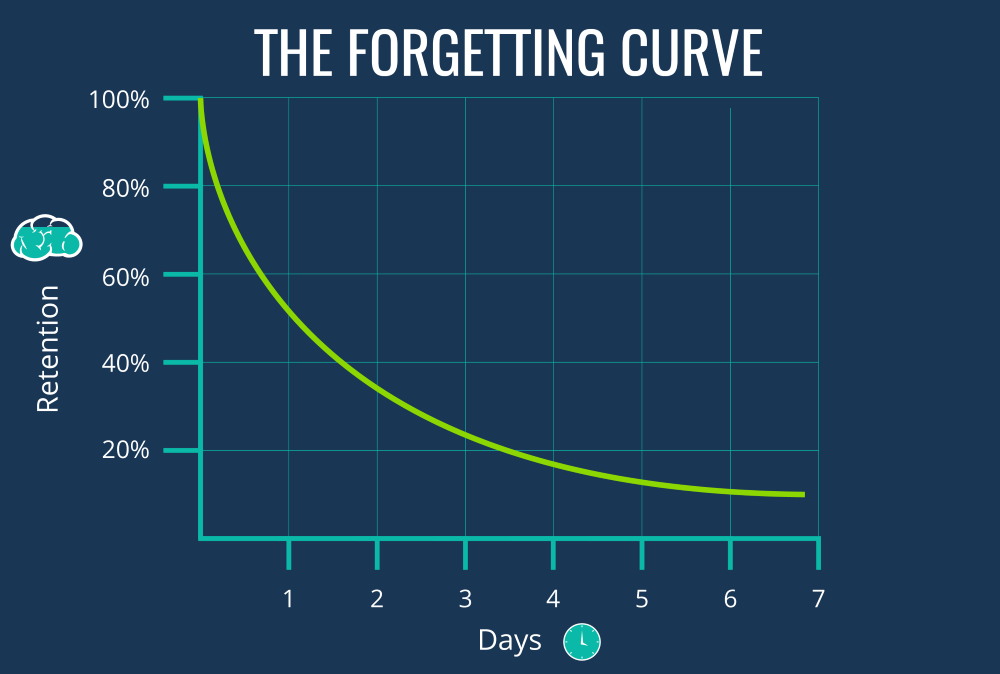 THE FORGETTING CURVE
100%
80%
60%
40%
20%
Retention
1 2 3 4 5 6 7
Days